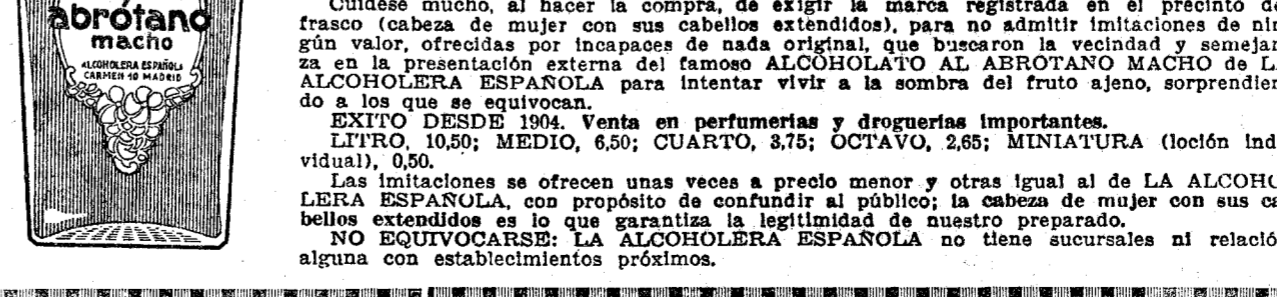 abrótano
macho
ALCOHOLERA ESPAÑOLA
CARMEN 10 MADRID
Cuídese mucho, al hacer la compra, de exigir la marca registrada en el precinto de
frasco (cabeza de mujer con sus cabellos extendidos), para no admitir imitaciones de nin
gún valor, ofrecidas por incapaces de nada original, que buscaron la vecindad y semejan
za en la presentación externa del famoso ALCOHOLATO AL ABROTANO MACHO de LA
ALCOHOLERA ESPAÑOLA para intentar vivir a la sombra del fruto ajeno, sorprendien
do a los que se equivocan.
EXITO DESDE 1904. Venta en perfumerías y droguerías importantes.
LITRO, 10,50; MEDIO, 6,50; CUARTO, 3,75; OCTAVO, 2,65; MINIATURA (loción indi
vidual), 0,50.
Las imitaciones se ofrecen unas veces a precio menor y otras igual al de LA ALCOHO
LERA ESPAÑOLA, con propósito de confundir al público; la cabeza de mujer con sus ca
bellos extendidos es lo que garantiza la legitimidad de nuestro preparado.
NO EQUIVOCARSE: LA ALCOHOLERA ESPAÑOLA no tiene sucursales ni relació
alguna con establecimientos próximos.